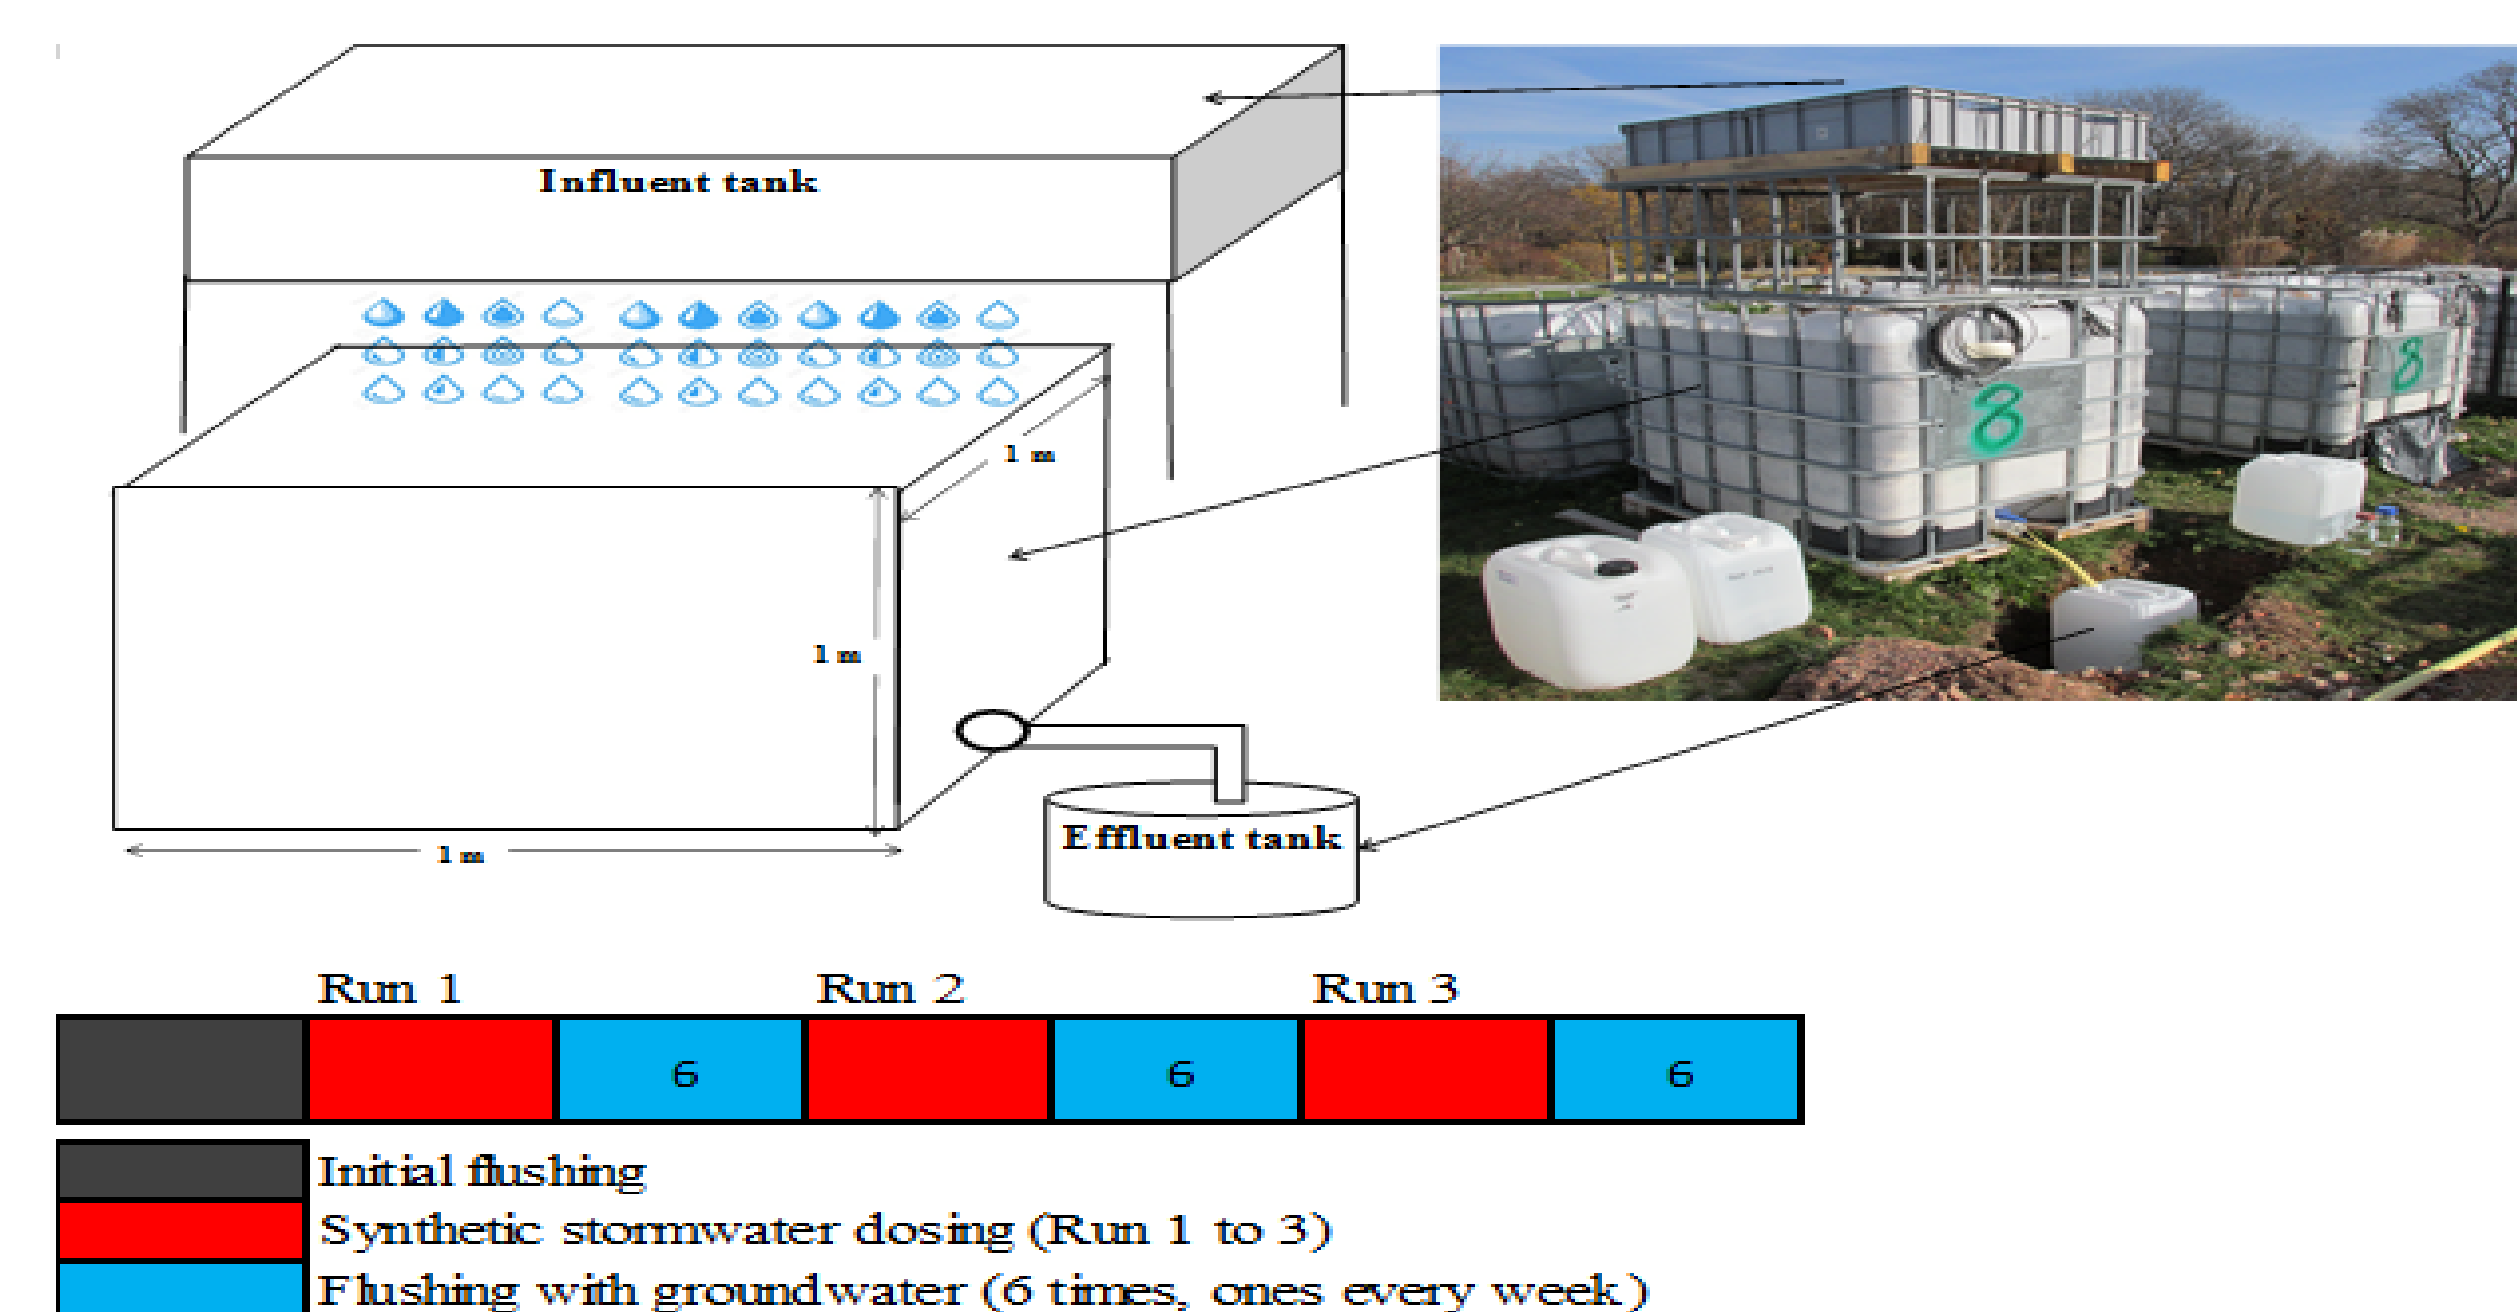 Influent tank
1 m
1 m
1 m
Effluent tank
8
8
Run 1 Run 2 Run 3
6 6 6
Initial flushing
Synthetic stormwater dosing (Run 1 to 3)
Flushing with groundwater (6 times, ones every week)